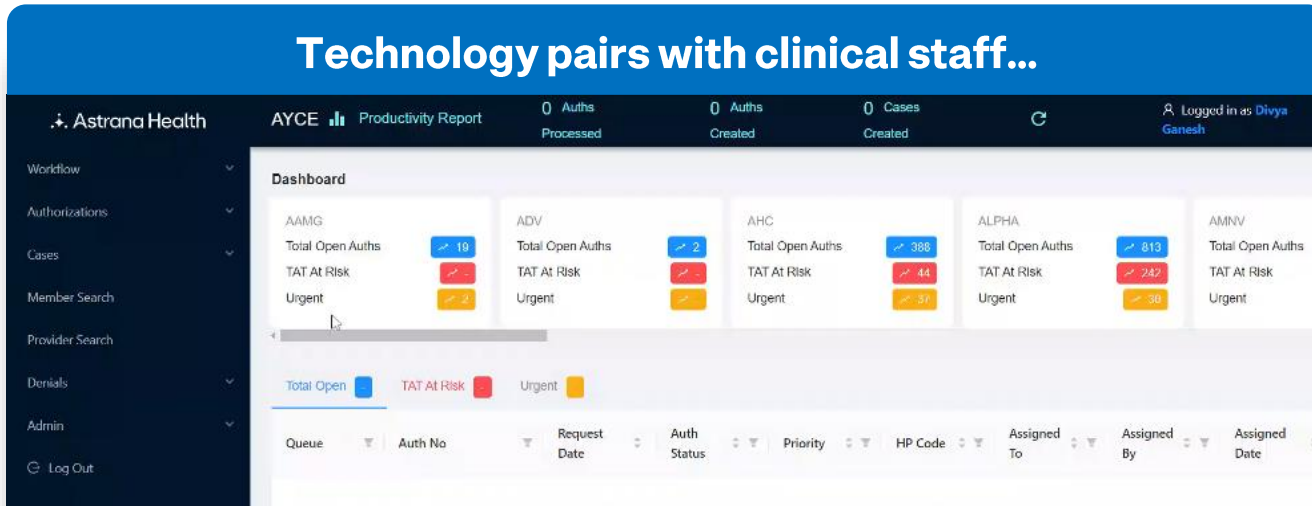 Technology pairs with clinical staff...
Astrana Health
AYCE Productivity Report
0 Auths Processed
0 Auths Created
0 Cases Created
Logged in as Divya Ganesh
Workflow
Authorizations
Cases
Member Search
Provider Search
Denials
Admin
Log Out
Dashboard
AAMG
Total Open Auths 19
TAT At Risk -
Urgent 2
ADV
Total Open Auths 2
TAT At Risk -
Urgent
AHC
Total Open Auths 388
TAT At Risk 44
Urgent 37
ALPHA
Total Open Auths 813
TAT At Risk 242
Urgent 30
AMNV
Total Open Auths
TAT At Risk
Urgent
Total Open - TAT At Risk - Urgent
Queue Auth No Request Date Auth Status Priority HP Code Assigned To Assigned By Assigned Date